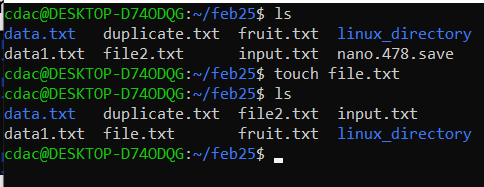 cdac@DESKTOP-D74ODQG:~/feb25$ ls
data.txt duplicate.txt fruit.txt linux_directory
data1.txt file2.txt input.txt nano.478.save
cdac@DESKTOP-D74ODQG:~/feb25$ touch file.txt
cdac@DESKTOP-D74ODQG:~/feb25$ ls
data.txt duplicate.txt file2.txt input.txt
data1.txt file.txt fruit.txt linux_directory
cdac@DESKTOP-D74ODQG:~/feb25$